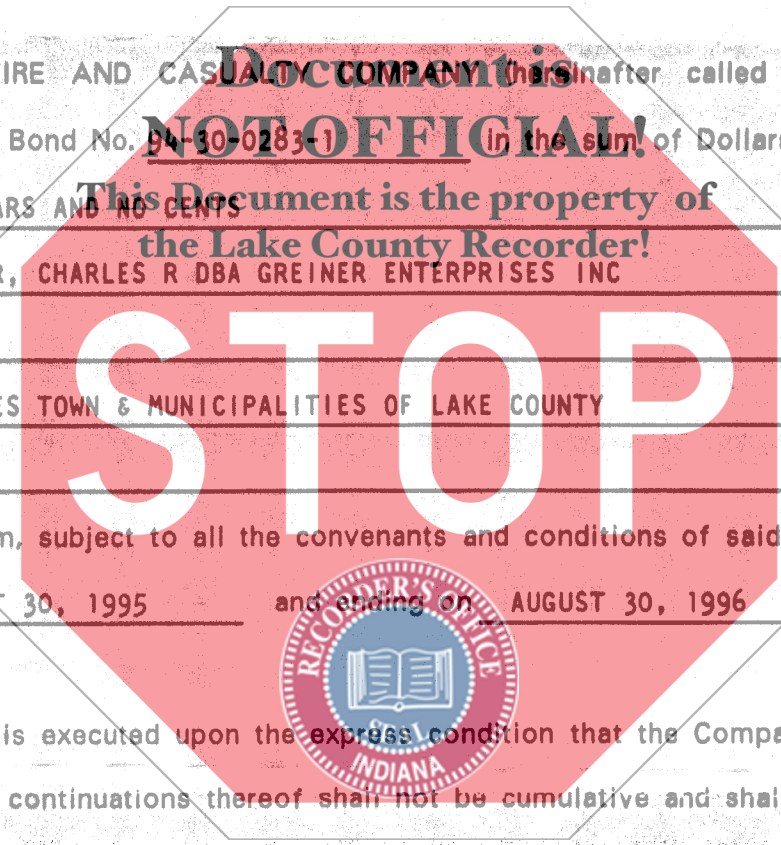 IRE AND CASUALTY COMPANY (hereinafter called
Document is
Bond No. 94-30-0283-1 in the sum of Dollars
NOT OFFICIAL!
This Document is the property of
ARS AND NO CENTS
the Lake County Recorder!
R, CHARLES R DBA GREINER ENTERPRISES INC
STOP
ES TOWN & MUNICIPALITIES OF LAKE COUNTY
m, subject to all the convenants and conditions of said
T 30, 1995 and ending on AUGUST 30, 1996
RECORDER'S OFFICE
SEAL
INDIANA
is executed upon the express condition that the Compa
continuations thereof shall not be cumulative and shal